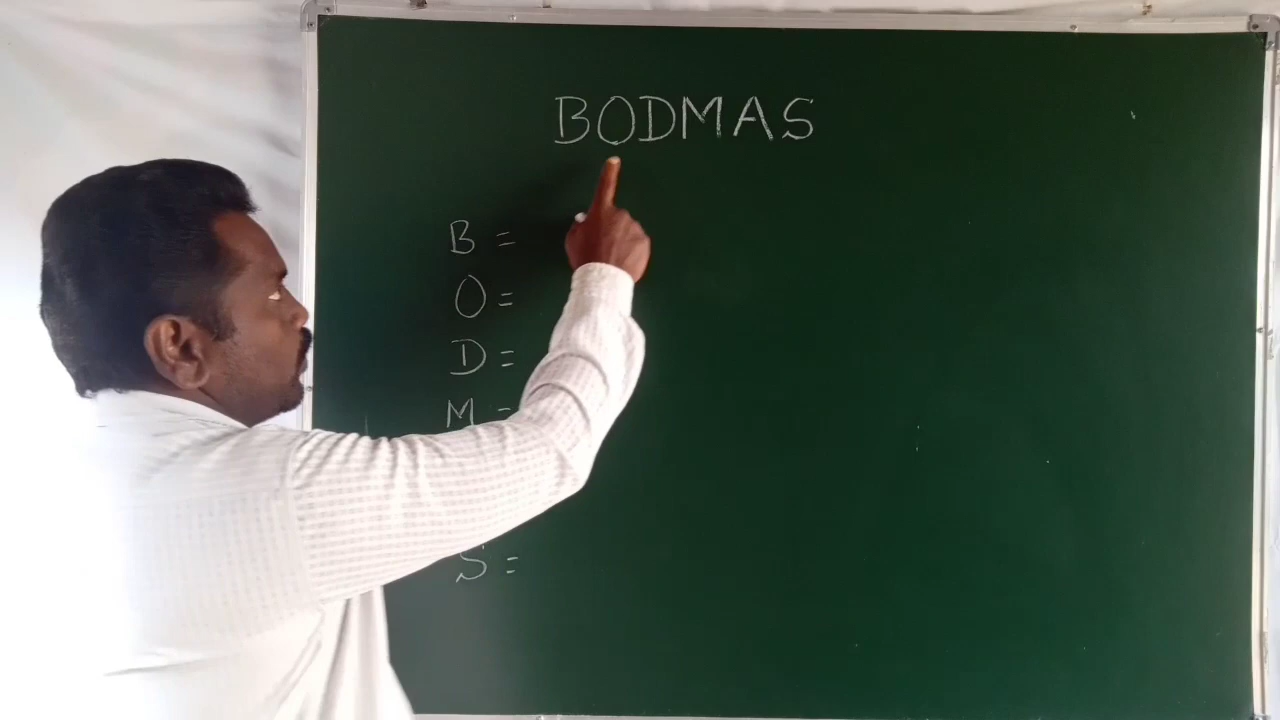 BODMAS
B =
O =
D =
M =
S =